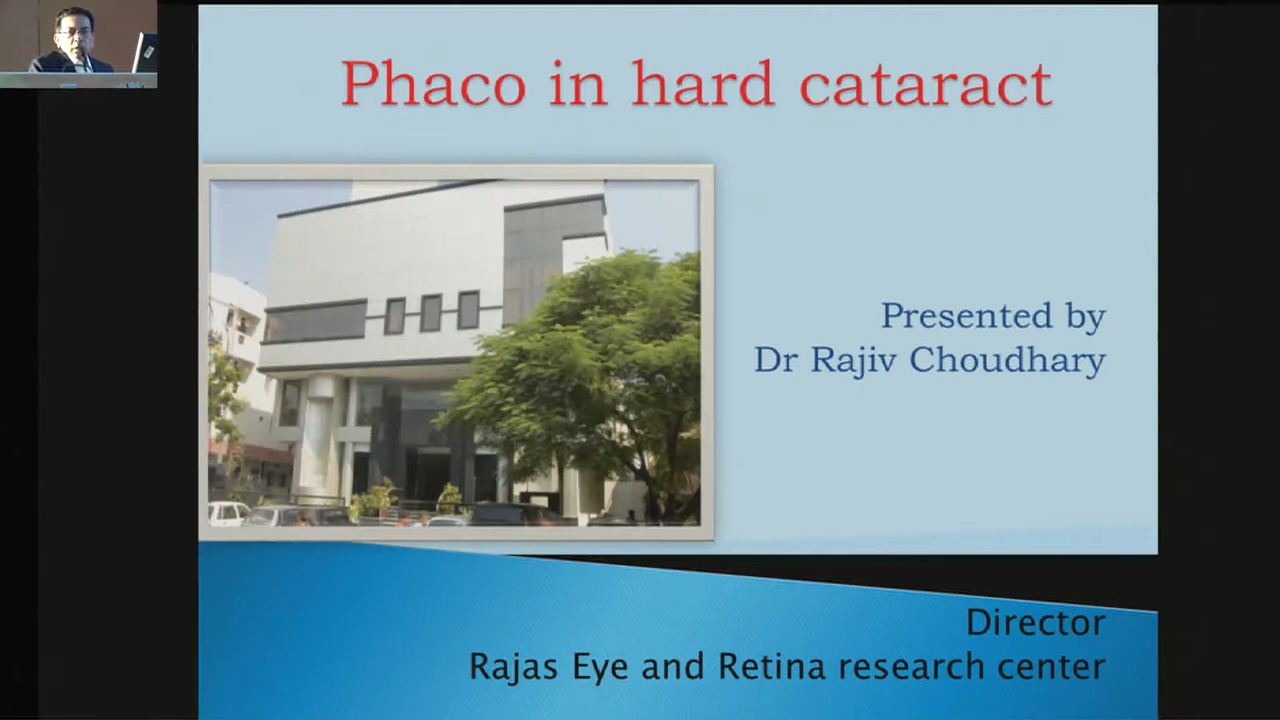 Phaco in hard cataract
Presented by
Dr Rajiv Choudhary
Director
Rajas Eye and Retina research center